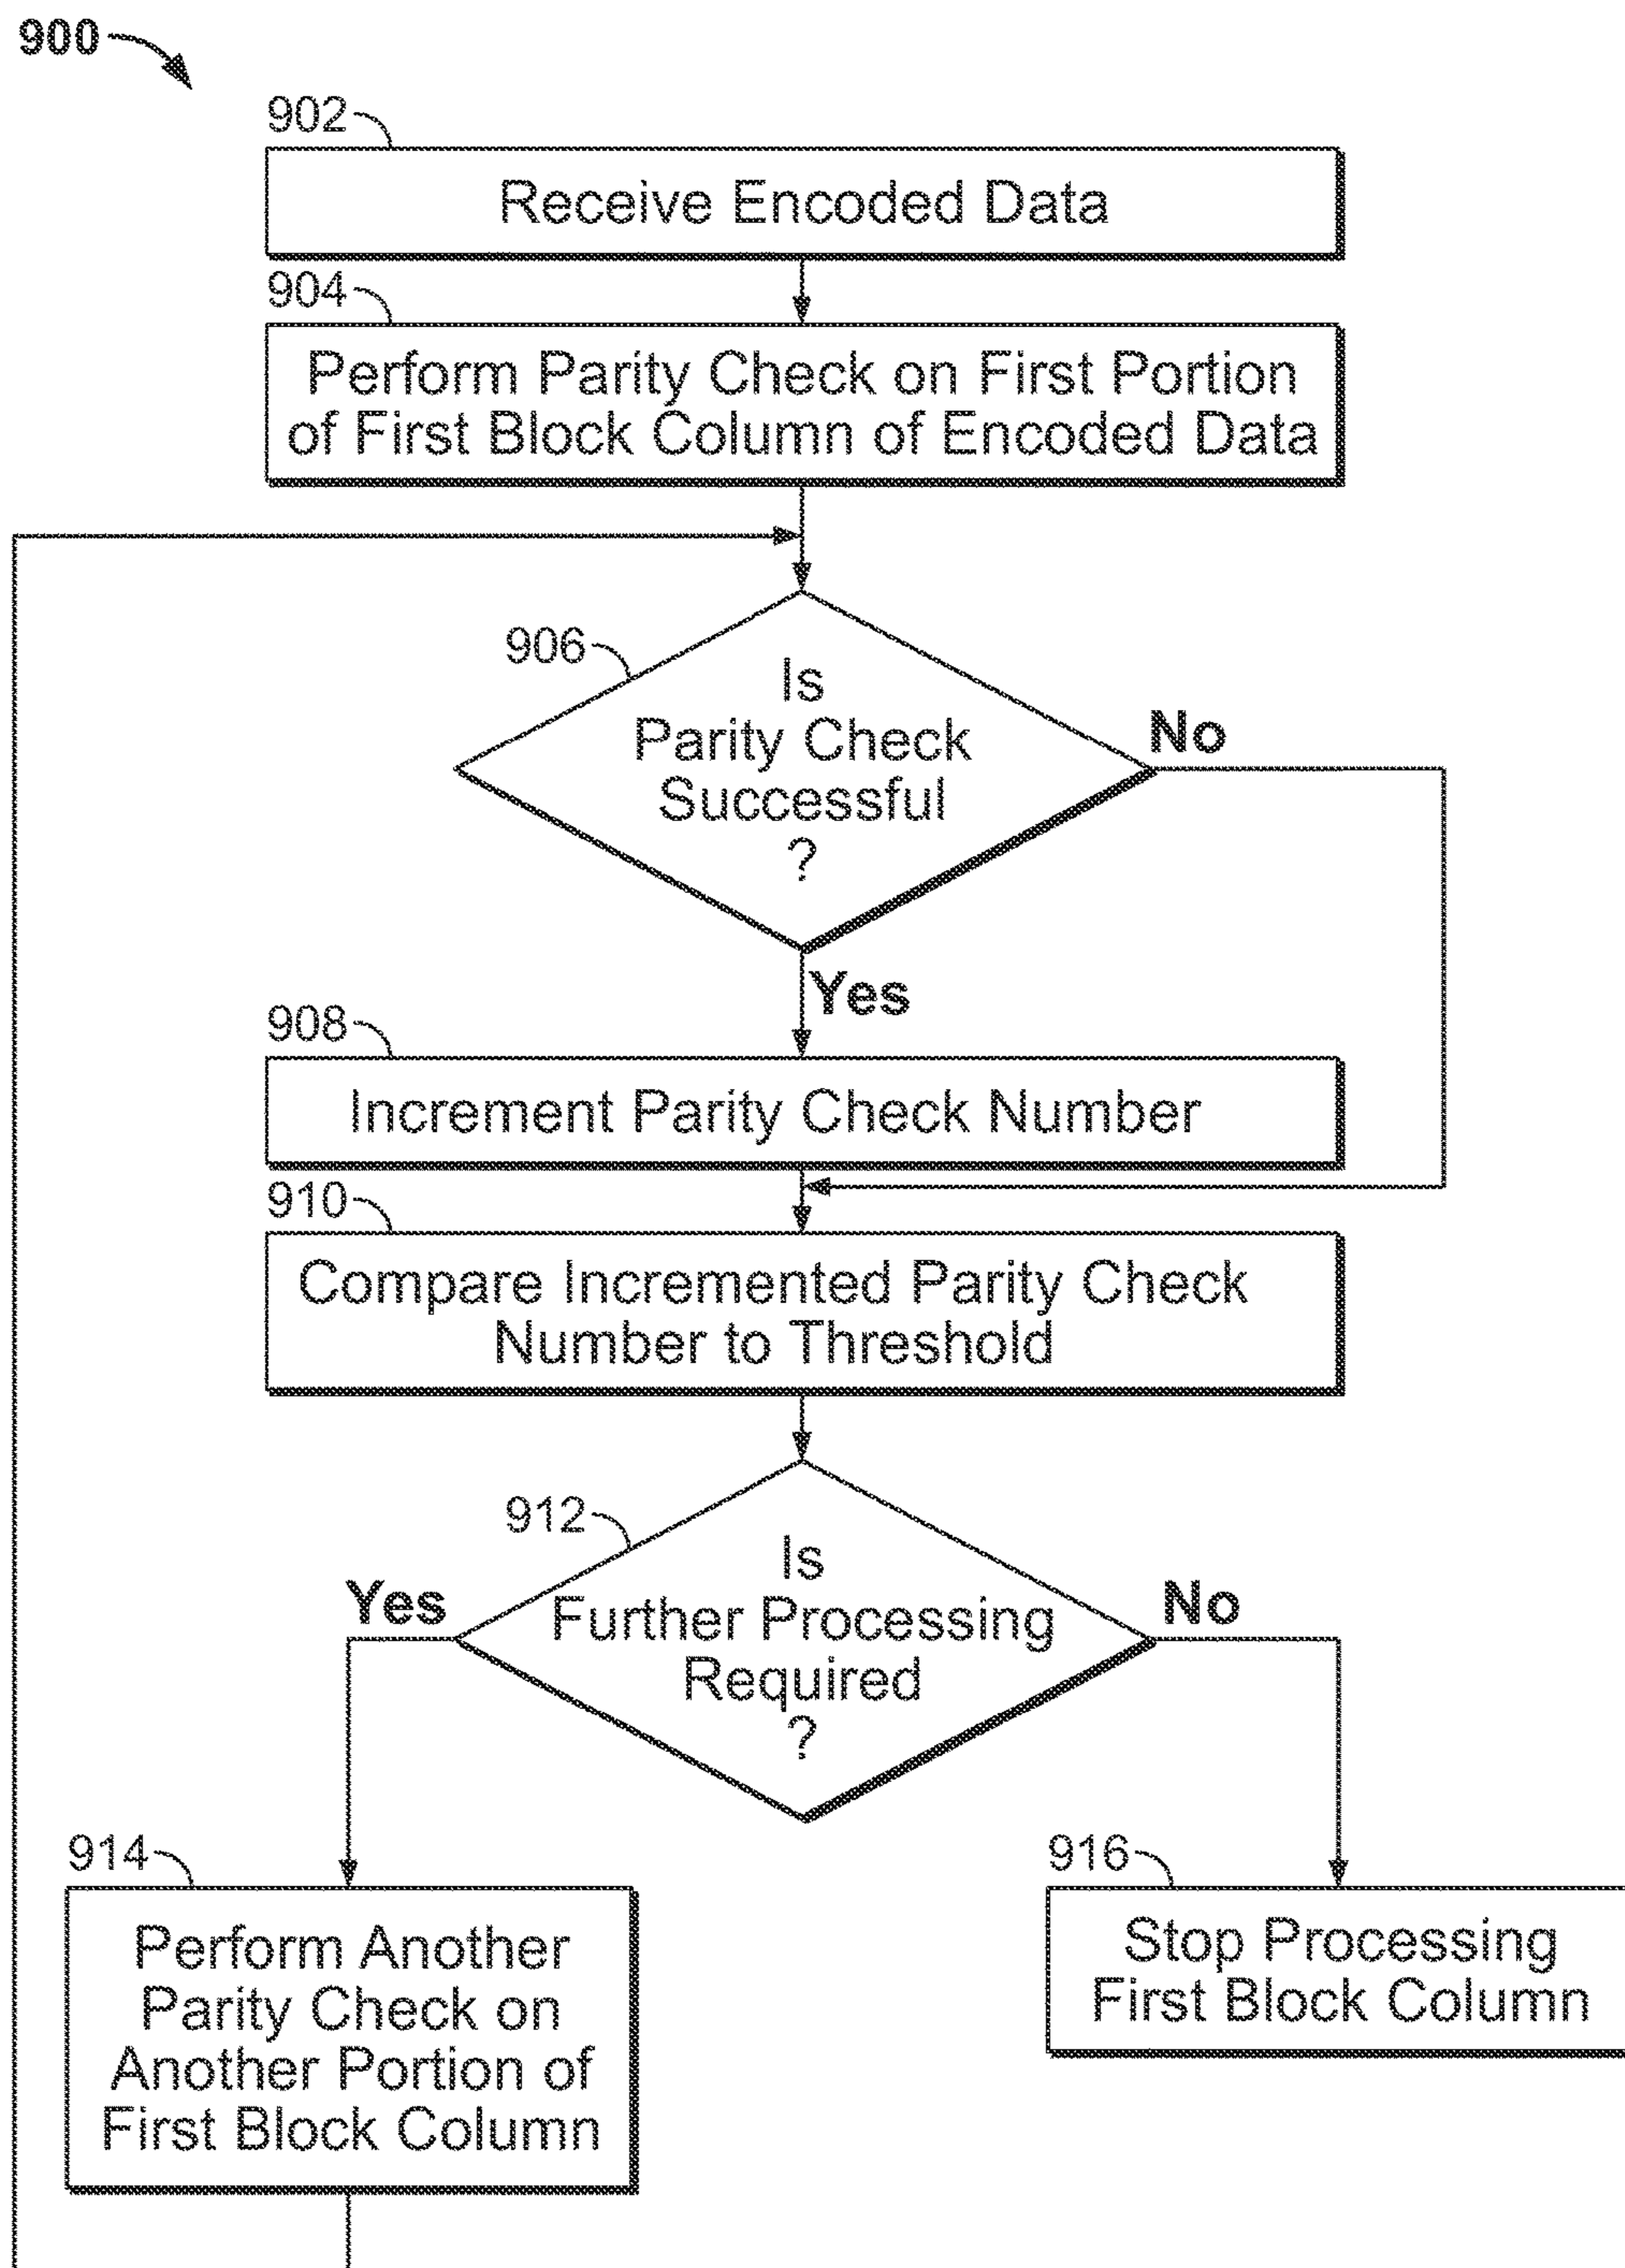 900
902
Receive Encoded Data
904
Perform Parity Check on First Portion
of First Block Column of Encoded Data
906
Is
Parity Check
Successful
?
No
Yes
908
Increment Parity Check Number
910
Compare Incremented Parity Check
Number to Threshold
912
Is
Further Processing
Required
?
Yes
No
914
Perform Another
Parity Check on
Another Portion of
First Block Column
916
Stop Processing
First Block Column